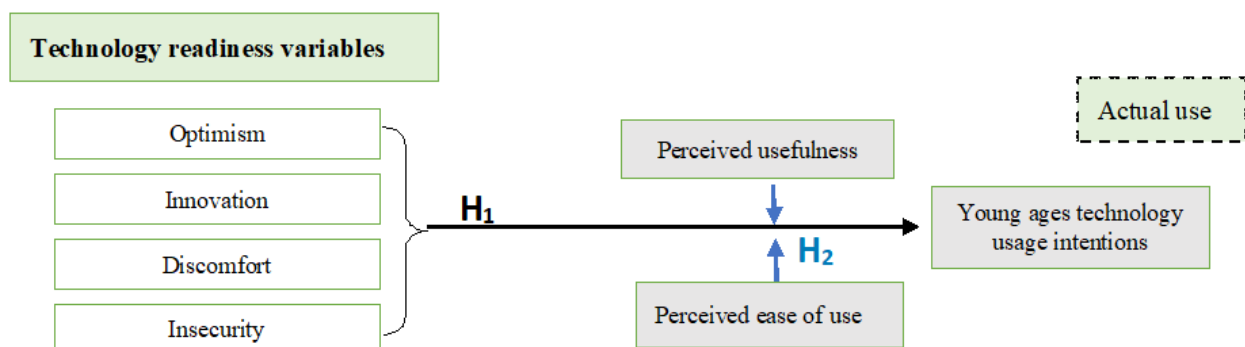 Technology readiness variables
Optimism
Innovation
Discomfort
Insecurity
H1
Perceived usefulness
H2
Perceived ease of use
Actual use
Young ages technology
usage intentions